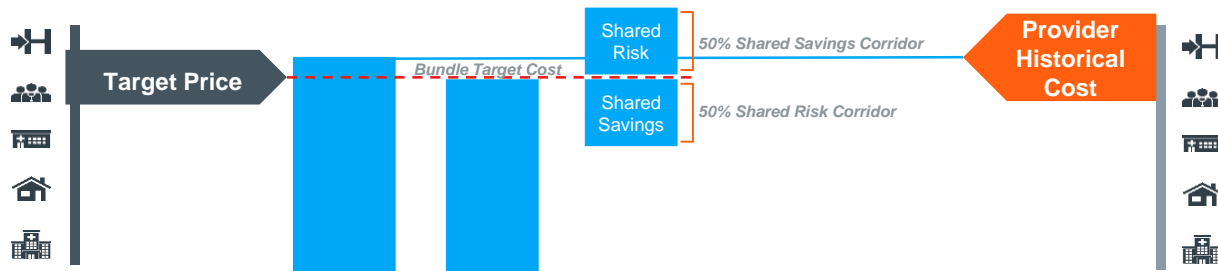 Shared
Risk
50% Shared Savings Corridor
Provider
Historical
Cost
Target Price
Bundle Target Cost
Shared
Savings
50% Shared Risk Corridor